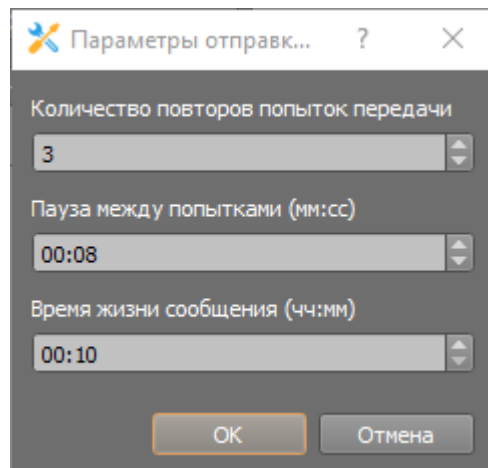 Параметры отправк... ?
Количество повторов попыток передачи
3
Пауза между попытками (мм:сс)
00:08
Время жизни сообщения (чч:мм)
00:10
OK Отмена